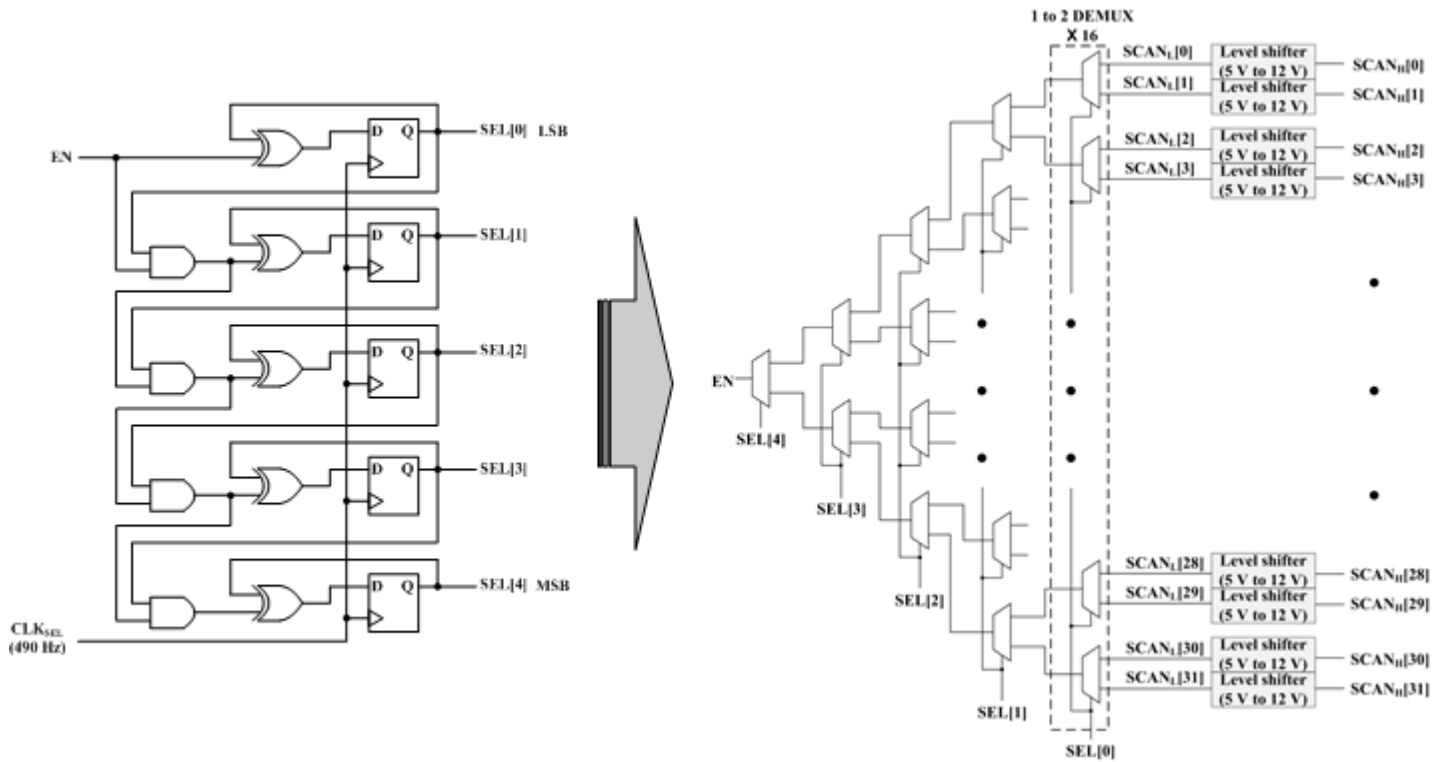 1 to 2 DEMUX
X 16
EN
D Q
SEL[0] LSB
D Q
SEL[1]
D Q
SEL[2]
D Q
SEL[3]
D Q
SEL[4] MSB
CLKSEL
(490 Hz)
EN
SEL[4]
SEL[3]
SEL[2]
SEL[1]
SEL[0]
SCANL[0]
Level shifter
(5 V to 12 V)
SCANH[0]
SCANL[1]
Level shifter
(5 V to 12 V)
SCANH[1]
SCANL[2]
Level shifter
(5 V to 12 V)
SCANH[2]
SCANL[3]
Level shifter
(5 V to 12 V)
SCANH[3]
SCANL[28]
Level shifter
(5 V to 12 V)
SCANH[28]
SCANL[29]
Level shifter
(5 V to 12 V)
SCANH[29]
SCANL[30]
Level shifter
(5 V to 12 V)
SCANH[30]
SCANL[31]
Level shifter
(5 V to 12 V)
SCANH[31]